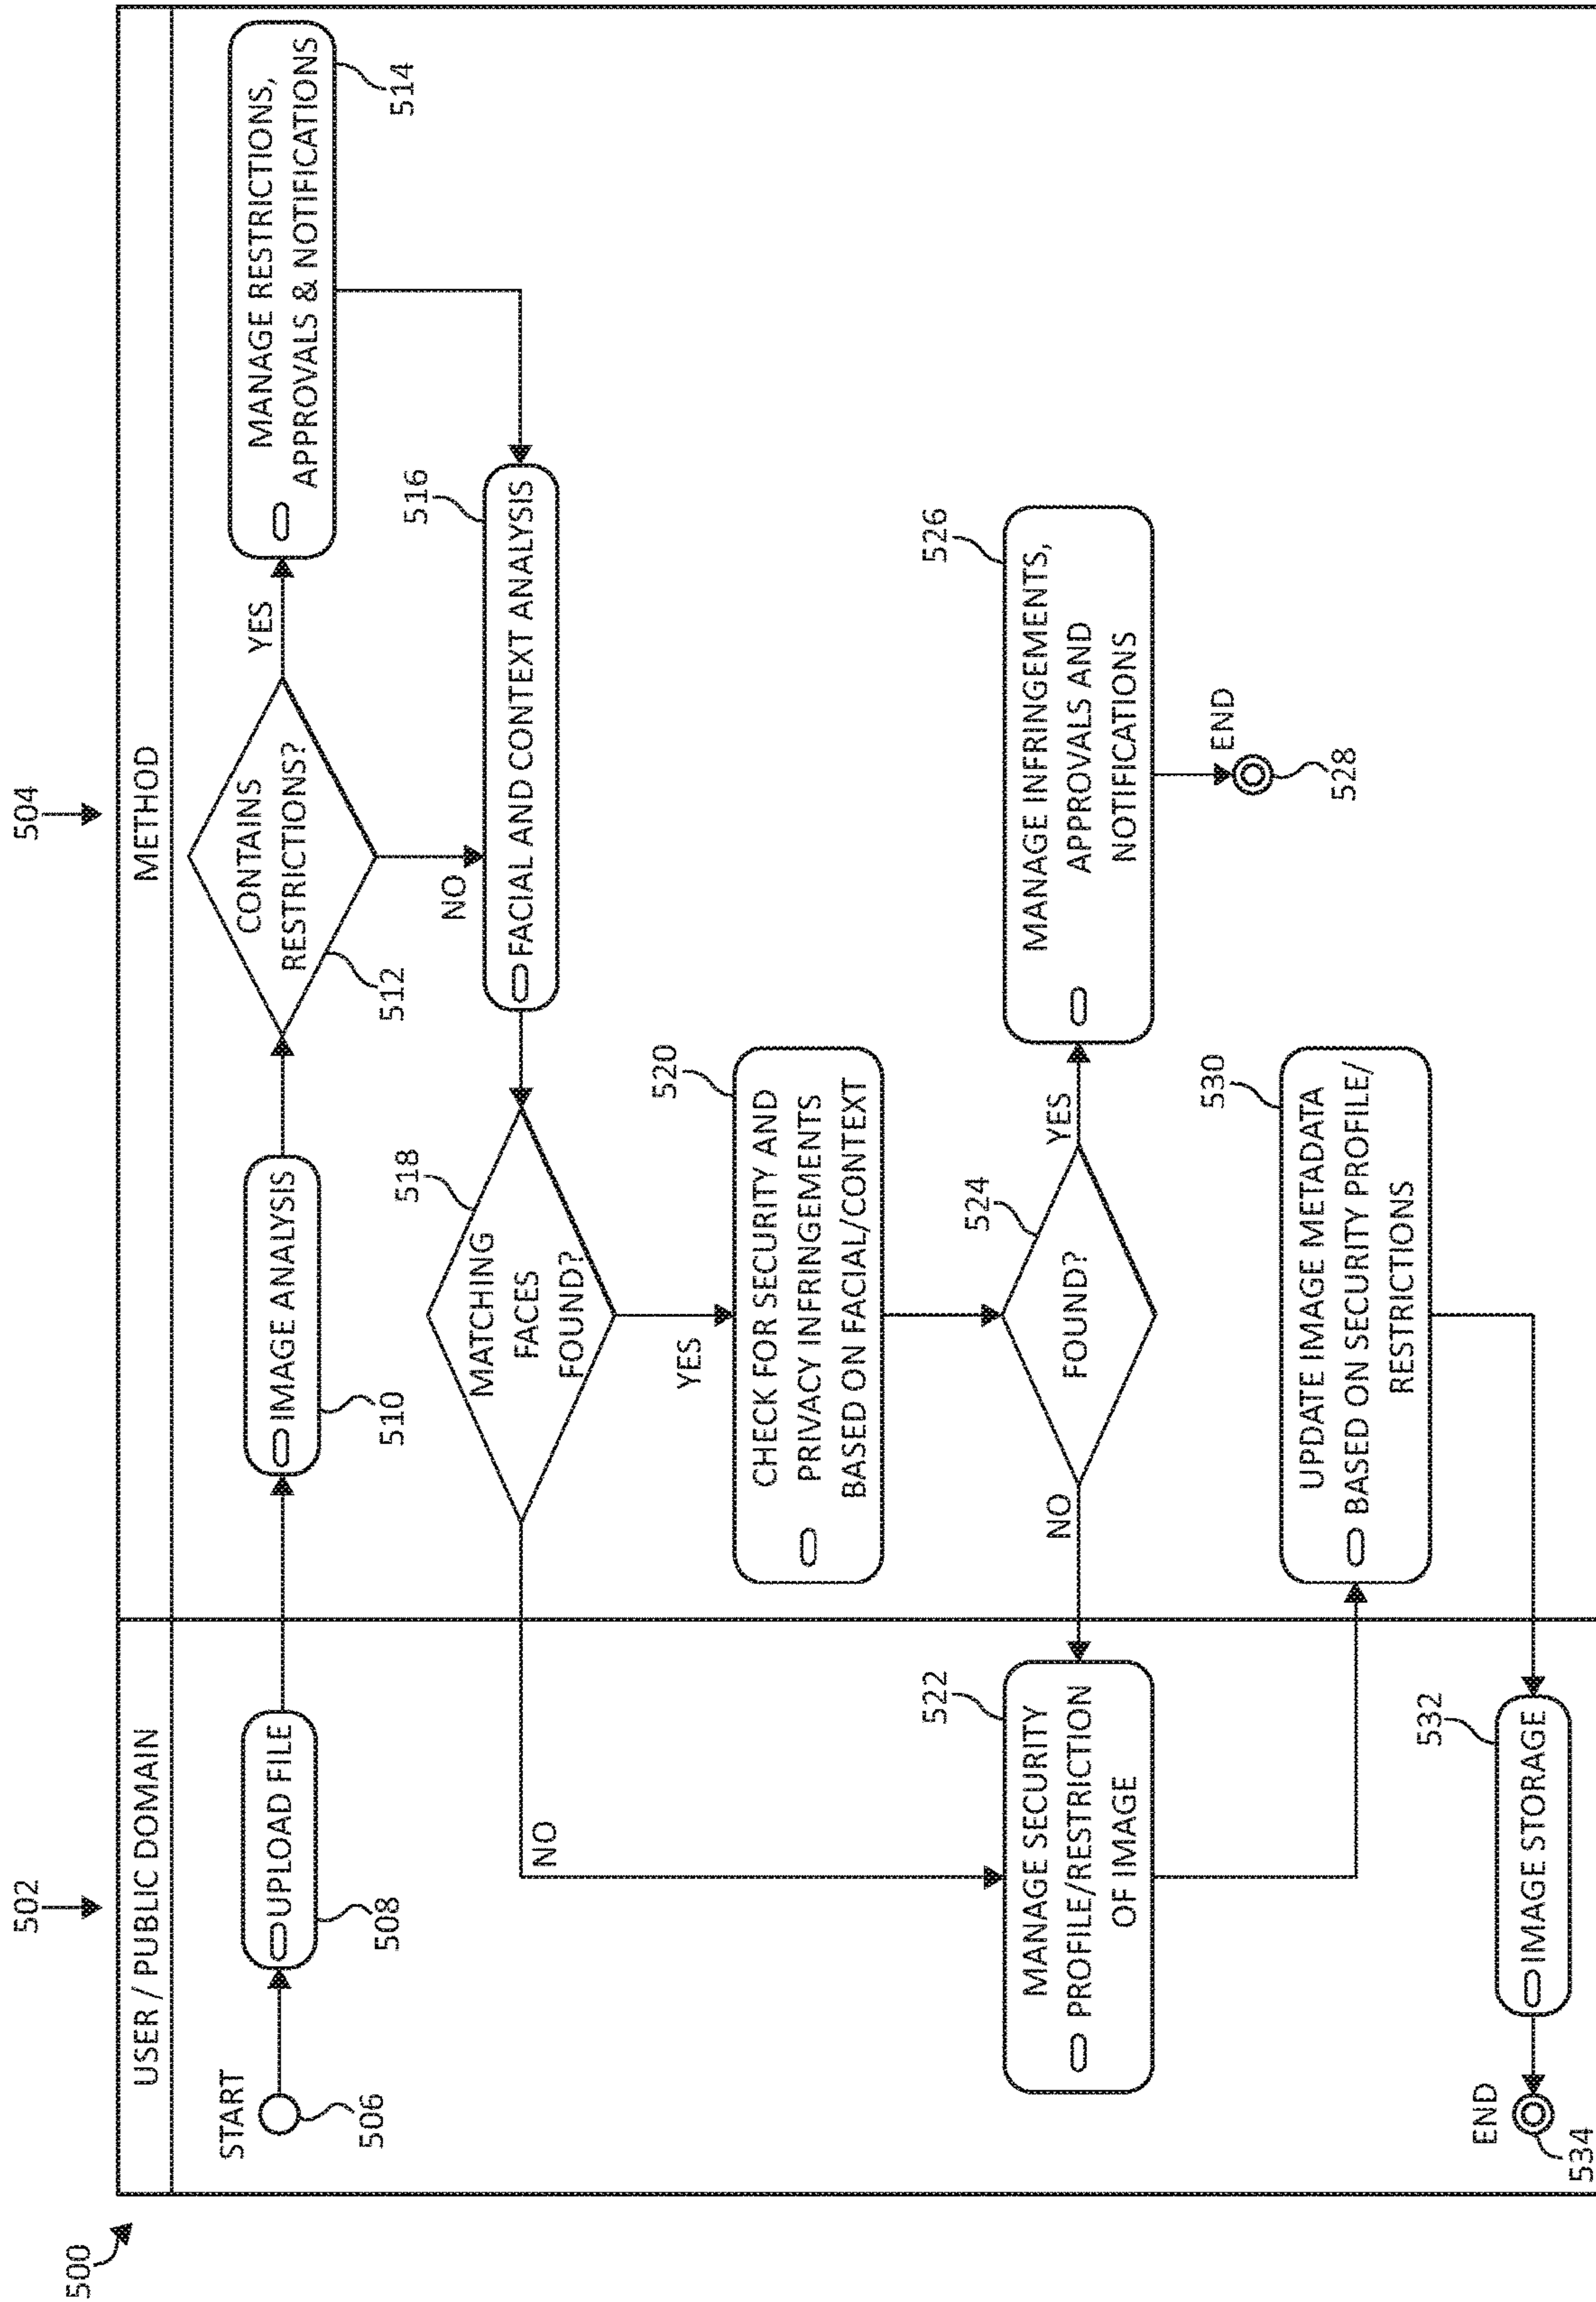 500
502
504
USER / PUBLIC DOMAIN
METHOD
START
506
UPLOAD FILE
508
IMAGE ANALYSIS
510
CONTAINS
RESTRICTIONS?
512
YES
NO
MANAGE RESTRICTIONS,
APPROVALS & NOTIFICATIONS
514
516
FACIAL AND CONTEXT ANALYSIS
518
MATCHING
FACES
FOUND?
NO
YES
520
CHECK FOR SECURITY AND
PRIVACY INFRINGEMENTS
BASED ON FACIAL/CONTEXT
522
MANAGE SECURITY
PROFILE/RESTRICTION
OF IMAGE
524
FOUND?
NO
YES
526
MANAGE INFRINGEMENTS,
APPROVALS AND
NOTIFICATIONS
END
528
530
UPDATE IMAGE METADATA
BASED ON SECURITY PROFILE/
RESTRICTIONS
532
IMAGE STORAGE
END
534